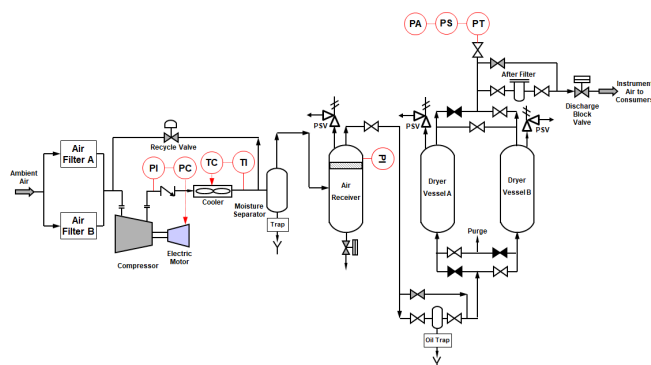 PA
PS
PT
After Filter
Instrument
Air to
Consumers
Discharge
Block
Valve
PSV
PSV
PSV
Recycle Valve
Air
Filter A
Ambient
Air
Air
Filter B
PI
PC
TC
TI
Cooler
Moisture
Separator
Trap
Compressor
Electric
Motor
PI
Air
Receiver
Dryer
Vessel A
Dryer
Vessel B
Purge
Oil Trap